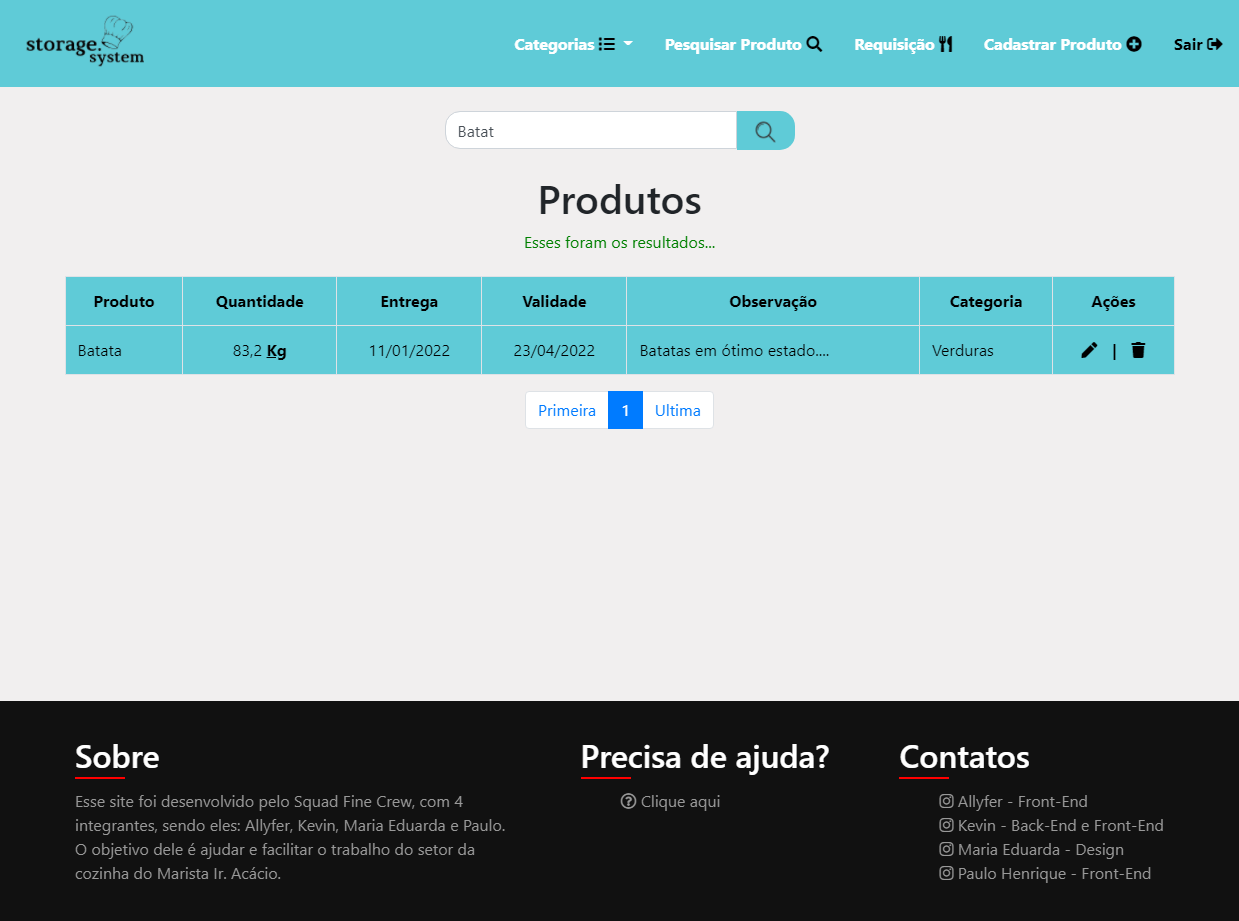 storage.
system
Categorias
Pesquisar Produto
Requisição
Cadastrar Produto
Sair
Batat
Produtos
Esses foram os resultados...
Produto Quantidade Entrega Validade Observação Categoria Ações
Batata 83,2 Kg 11/01/2022 23/04/2022 Batatas em ótimo estado.... Verduras |
Primeira 1 Ultima
Sobre
Esse site foi desenvolvido pelo Squad Fine Crew, com 4
integrantes, sendo eles: Allyfer, Kevin, Maria Eduarda e Paulo.
O objetivo dele é ajudar e facilitar o trabalho do setor da
cozinha do Marista Ir. Acácio.
Precisa de ajuda?
Clique aqui
Contatos
Allyfer - Front-End
Kevin - Back-End e Front-End
Maria Eduarda - Design
Paulo Henrique - Front-End